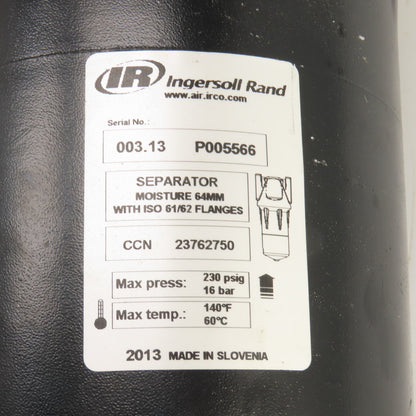 IR Ingersoll Rand
www.air.irco.com
Serial No.:
003.13 P005566
SEPARATOR
MOISTURE 64MM
WITH ISO 61/62 FLANGES
CCN 23762750
Max press: 230 psig
16 bar
Max temp.: 140°F
60°C
2013 MADE IN SLOVENIA